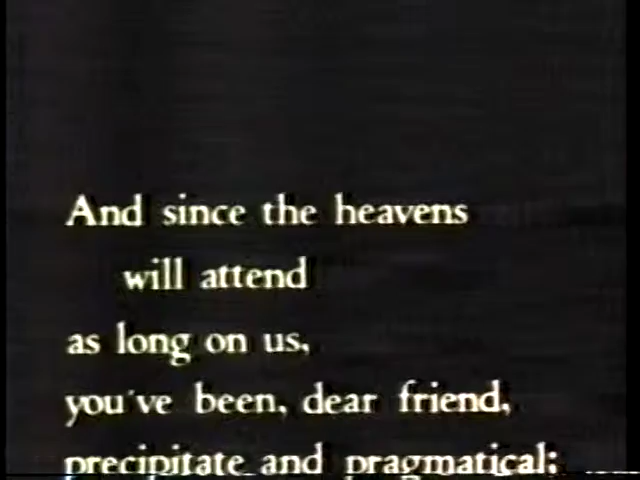 And since the heavens
will attend
as long on us,
you've been, dear friend,
precipitate and pragmatical;